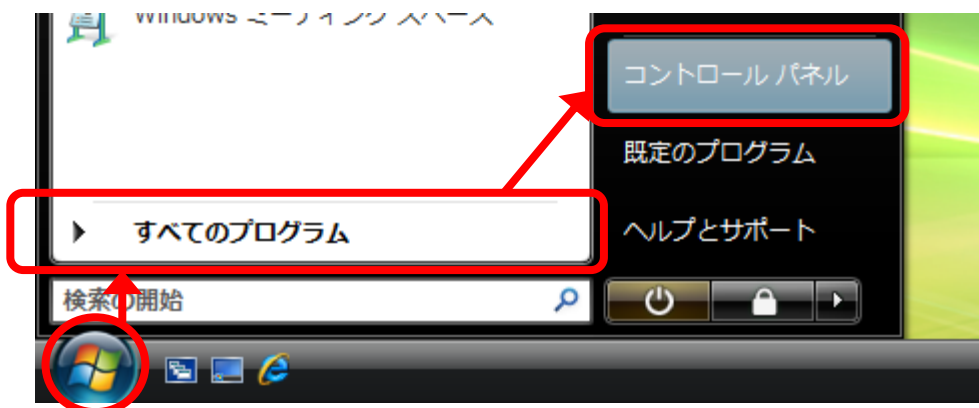 Windows ミーティング スペース
すべてのプログラム
検索の開始
コントロール パネル
既定のプログラム
ヘルプとサポート